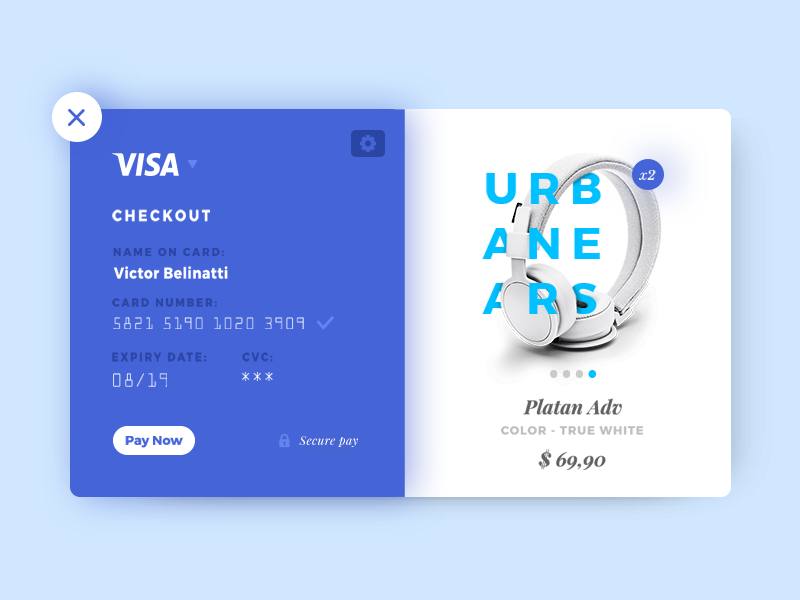 VISA
CHECKOUT
NAME ON CARD:
Victor Belinatti
CARD NUMBER:
5821 5190 1020 3909
EXPIRY DATE: CVC:
08/19 ***
Pay Now Secure pay
x2
URB
ANE
ARS
Platan Adv
COLOR - TRUE WHITE
$ 69,90